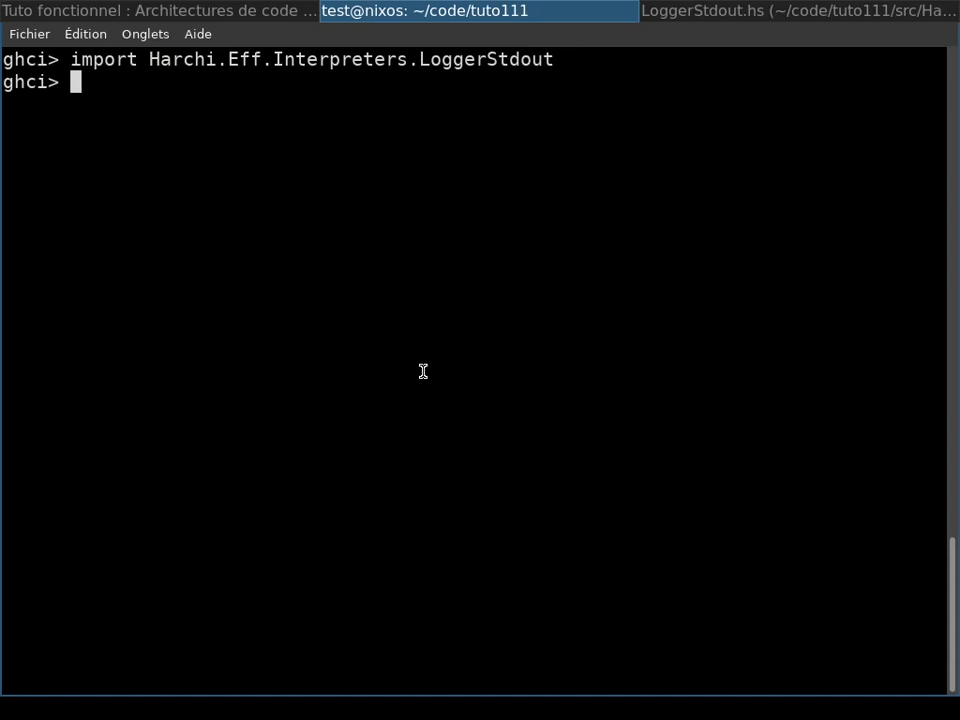 Tuto fonctionnel : Architectures de code ... test@nixos: ~/code/tuto111 LoggerStdout.hs (~/code/tuto111/src/Ha...
Fichier Édition Onglets Aide
ghci> import Harchi.Eff.Interpreters.LoggerStdout
ghci>